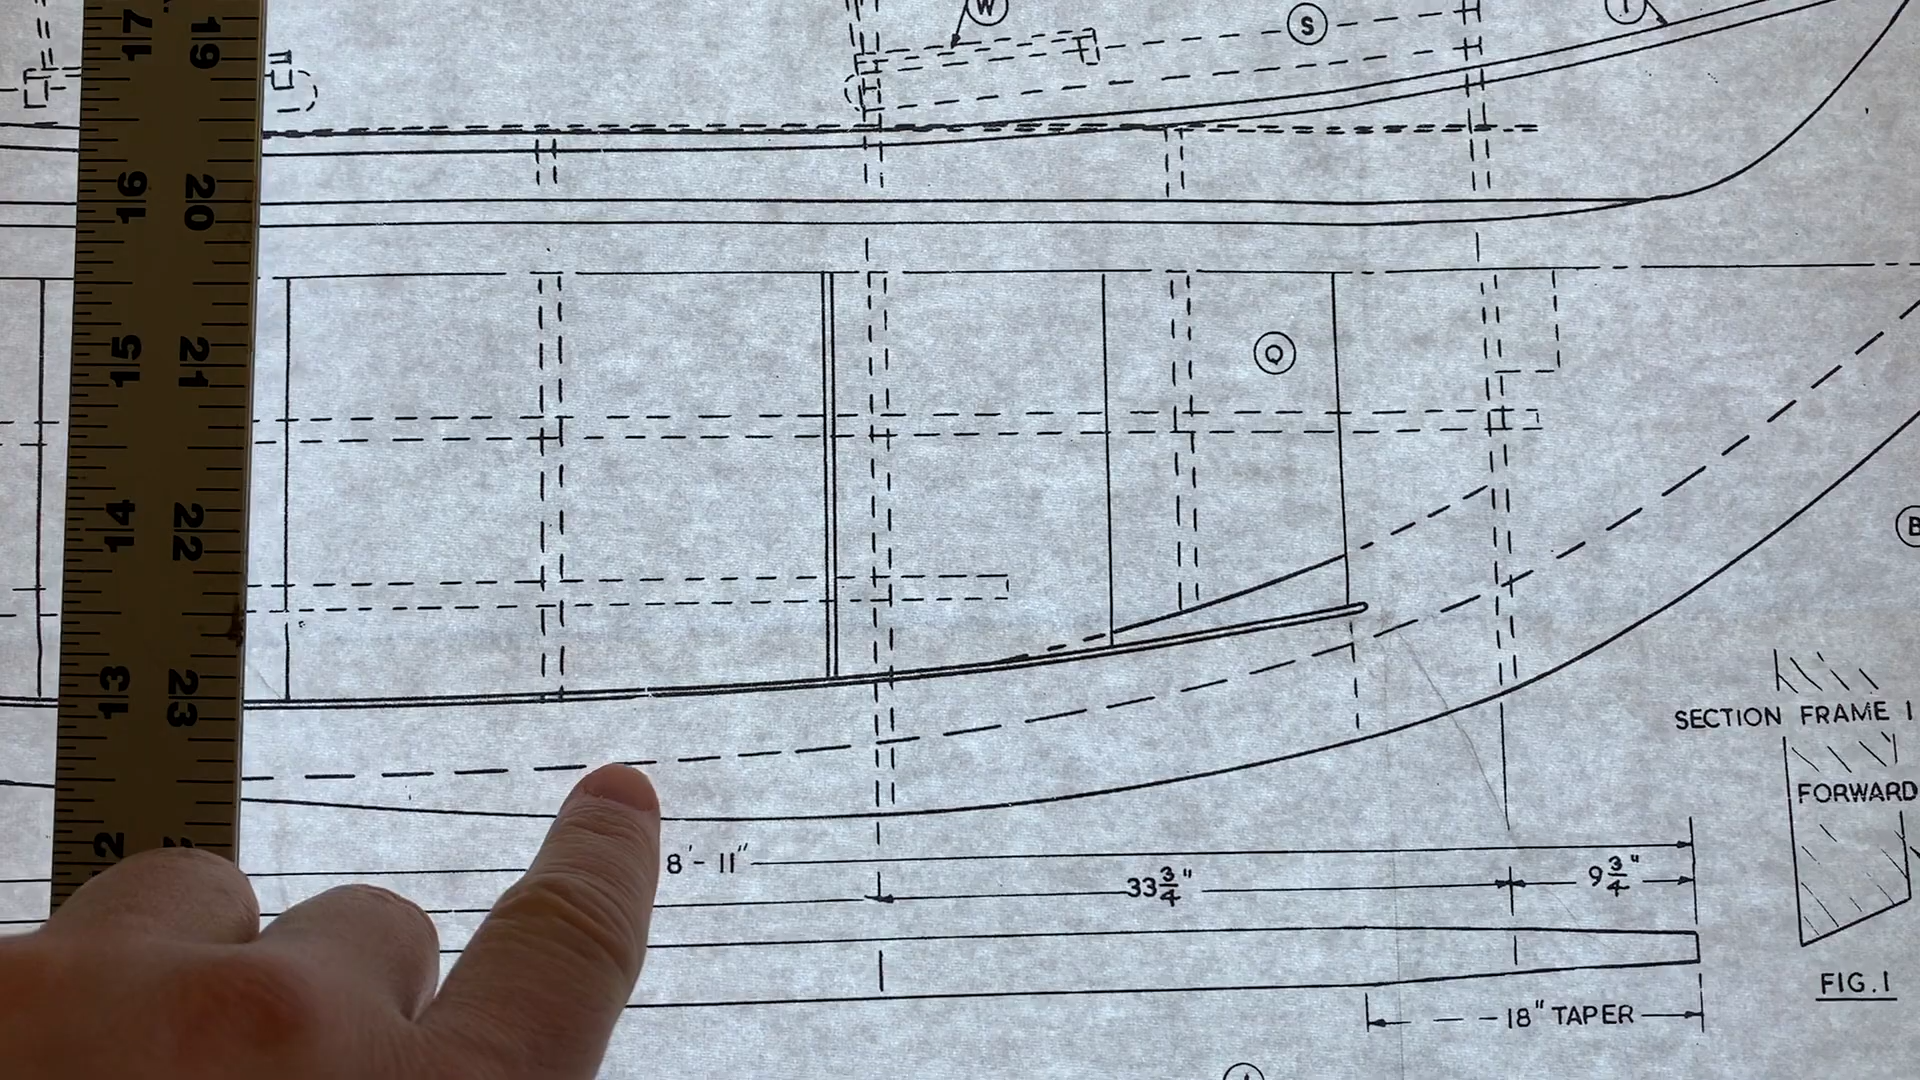 17 19
W
S
16 20
15 21
Q
14 22
B
13 23
SECTION FRAME 1
FORWARD
8'- 11"
33 3/4"
9 3/4"
FIG. 1
18" TAPER